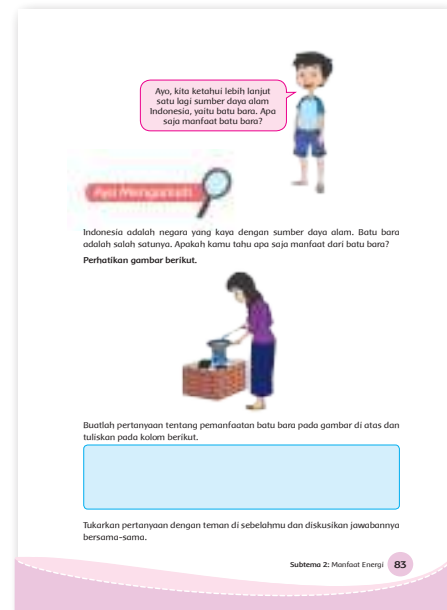 Ayo, kita ketahui lebih lanjut
satu lagi sumber daya alam
Indonesia, yaitu batu bara. Apa
saja manfaat batu bara?
Ayo Mengamati
Indonesia adalah negara yang kaya dengan sumber daya alam. Batu bara
adalah salah satunya. Apakah kamu tahu apa saja manfaat dari batu bara?
Perhatikan gambar berikut.
Buatlah pertanyaan tentang pemanfaatan batu bara pada gambar di atas dan
tuliskan pada kolom berikut.
Tukarkan pertanyaan dengan teman di sebelahmu dan diskusikan jawabannya
bersama-sama.
Subtema 2: Manfaat Energi 83